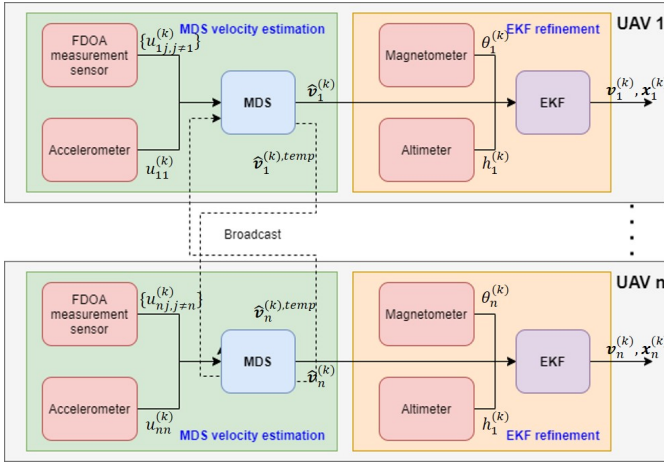 MDS velocity estimation
EKF refinement
UAV 1
FDOA
measurement
sensor
{u_{1j,j≠1}^{(k)}}
Accelerometer
u_{11}^{(k)}
MDS
v̂_1^{(k)}
v̂_1^{(k),temp}
Magnetometer
θ_1^{(k)}
Altimeter
h_1^{(k)}
EKF
v_1^{(k)}, x_1^{(k)}
Broadcast
UAV n
FDOA
measurement
sensor
{u_{nj,j≠n}^{(k)}}
Accelerometer
u_{nn}^{(k)}
MDS
v̂_n^{(k),temp}
v̂_n^{(k)}
Magnetometer
θ_n^{(k)}
Altimeter
h_1^{(k)}
EKF
v_n^{(k)}, x_n^{(k)}
MDS velocity estimation
EKF refinement